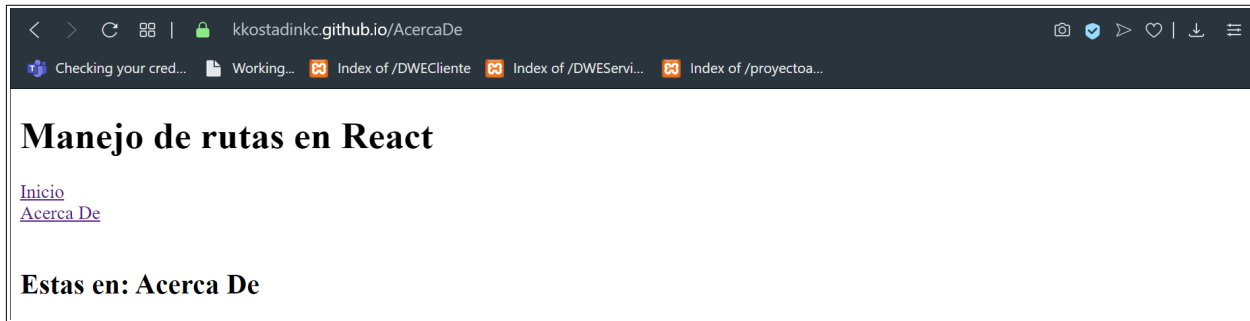 kkostadinkc.github.io/AcercaDe
Checking your cred... Working... Index of /DWECliente Index of /DWEServi... Index of /proyectoa...
Manejo de rutas en React
Inicio
Acerca De
Estas en: Acerca De